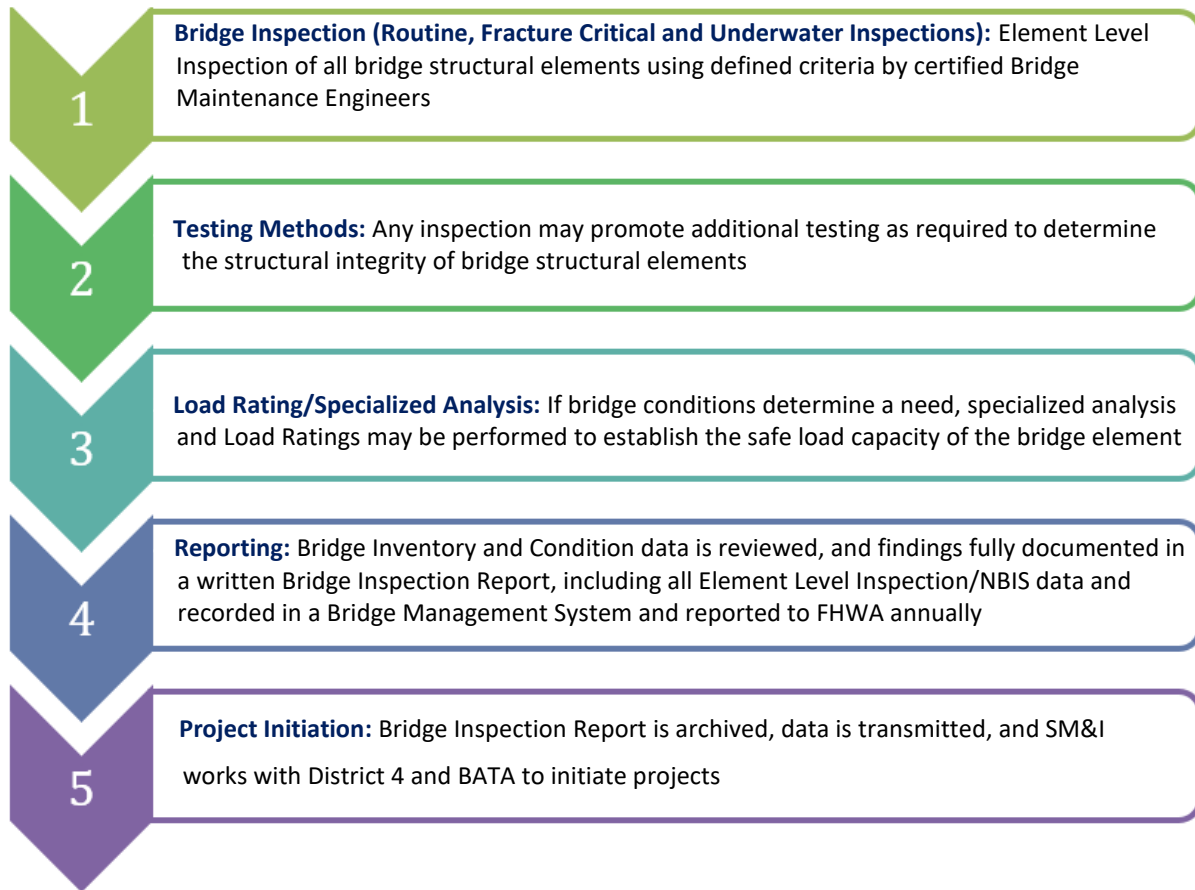 1
Bridge Inspection (Routine, Fracture Critical and Underwater Inspections): Element Level
Inspection of all bridge structural elements using defined criteria by certified Bridge
Maintenance Engineers
2
Testing Methods: Any inspection may promote additional testing as required to determine
the structural integrity of bridge structural elements
3
Load Rating/Specialized Analysis: If bridge conditions determine a need, specialized analysis
and Load Ratings may be performed to establish the safe load capacity of the bridge element
4
Reporting: Bridge Inventory and Condition data is reviewed, and findings fully documented in
a written Bridge Inspection Report, including all Element Level Inspection/NBIS data and
recorded in a Bridge Management System and reported to FHWA annually
5
Project Initiation: Bridge Inspection Report is archived, data is transmitted, and SM&I
works with District 4 and BATA to initiate projects